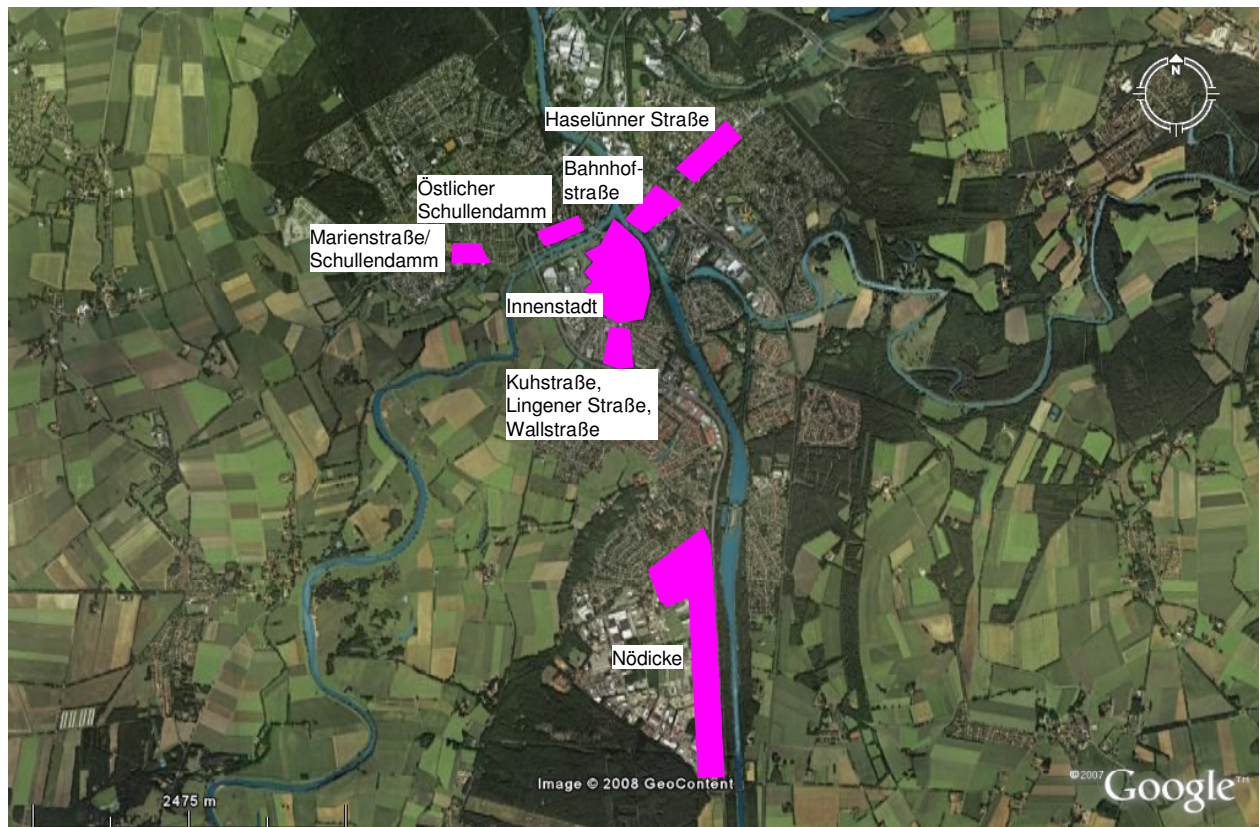 N
Haselünner Straße
Bahnhof-
straße
Östlicher
Schullendamm
Marienstraße/
Schullendamm
Innenstadt
Kuhstraße,
Lingener Straße,
Wallstraße
Nödicke
Image © 2008 GeoContent
©2007 Google™
2475 m